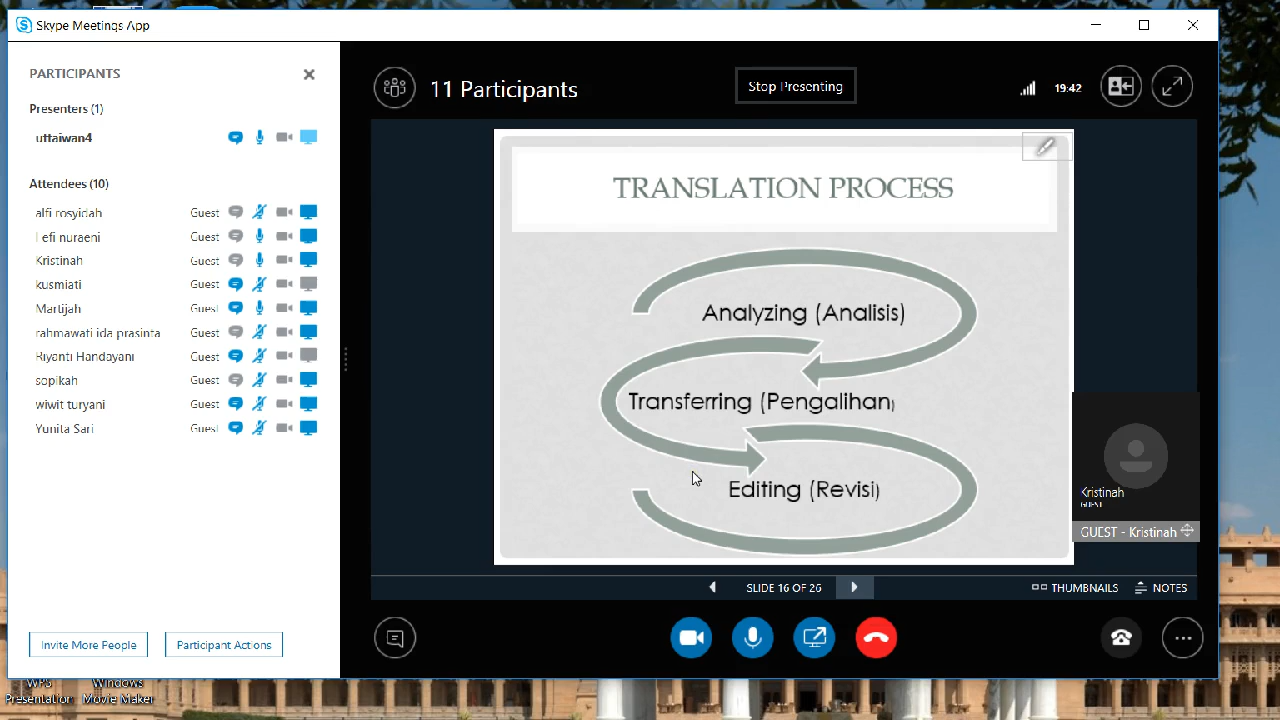 Skype Meetings App
PARTICIPANTS
Presenters (1)
uttaiwan4
Attendees (10)
alfi rosyidah Guest
I efi nuraeni Guest
Kristinah Guest
kusmiati Guest
Martijah Guest
rahmawati ida prasinta Guest
Riyanti Handayani Guest
sopikah Guest
wiwit turyani Guest
Yunita Sari Guest
Invite More People
Participant Actions
11 Participants
Stop Presenting
19:42
TRANSLATION PROCESS
Analyzing (Analisis)
Transferring (Pengalihan)
Editing (Revisi)
Kristinah
GUEST
GUEST - Kristinah
SLIDE 16 OF 26
THUMBNAILS
NOTES
WPS Presentation
Windows Movie Maker